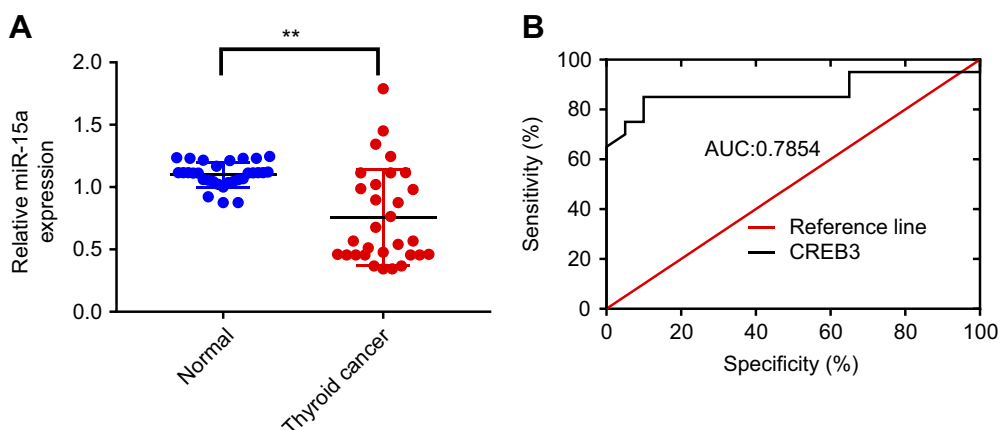 A
**
Relative miR-15a
expression
2.0
1.5
1.0
0.5
0.0
Normal
Thyroid cancer
B
Sensitivity (%)
100
80
60
40
20
0
AUC:0.7854
Reference line
CREB3
0
20
40
60
80
100
Specificity (%)